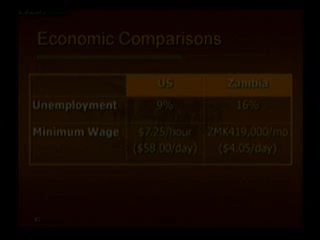 Economic Comparisons
US Zambia
Unemployment 9% 16%
Minimum Wage $7.25/hour ZMK419,000/mo
($58.00/day) ($4.05/day)